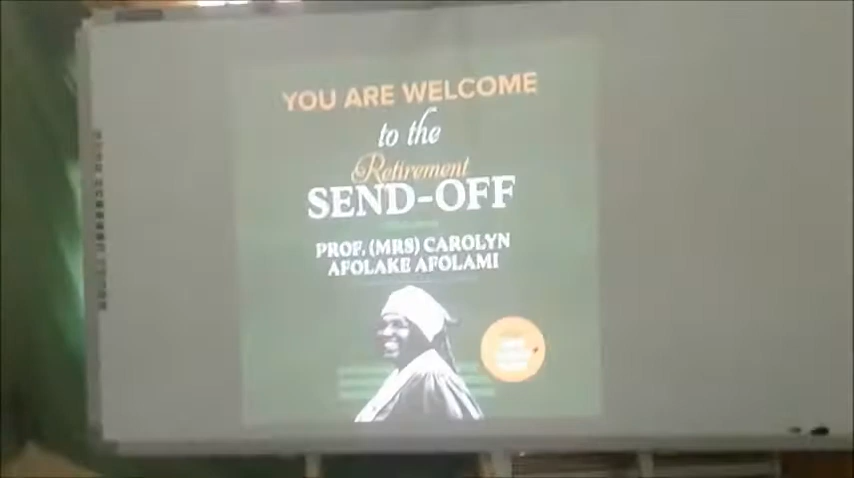 YOU ARE WELCOME
to the
Retirement
SEND-OFF
PROF. (MRS) CAROLYN
AFOLAKE AFOLAMI